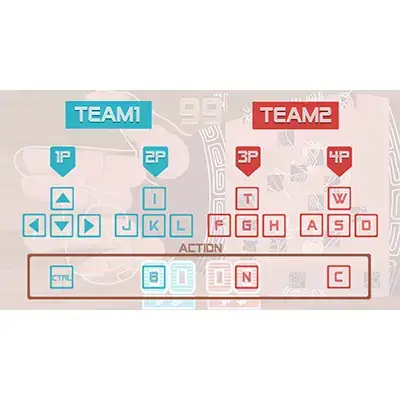 TEAM1 99 TEAM2
1P 2P 3P 4P
I T W
J K L F G H A S D
ACTION
CTRL B N C